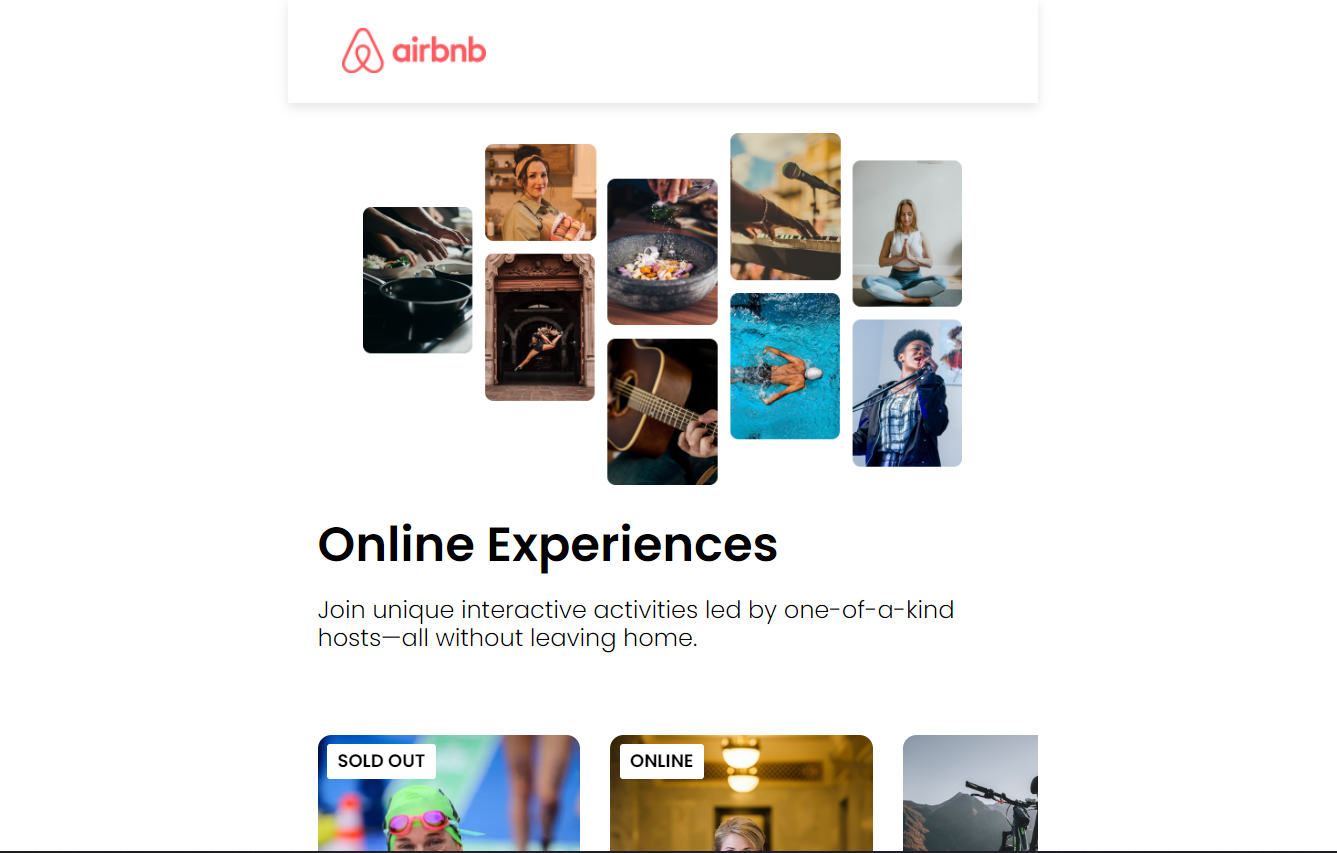 airbnb
Online Experiences
Join unique interactive activities led by one-of-a-kind
hosts—all without leaving home.
SOLD OUT
ONLINE